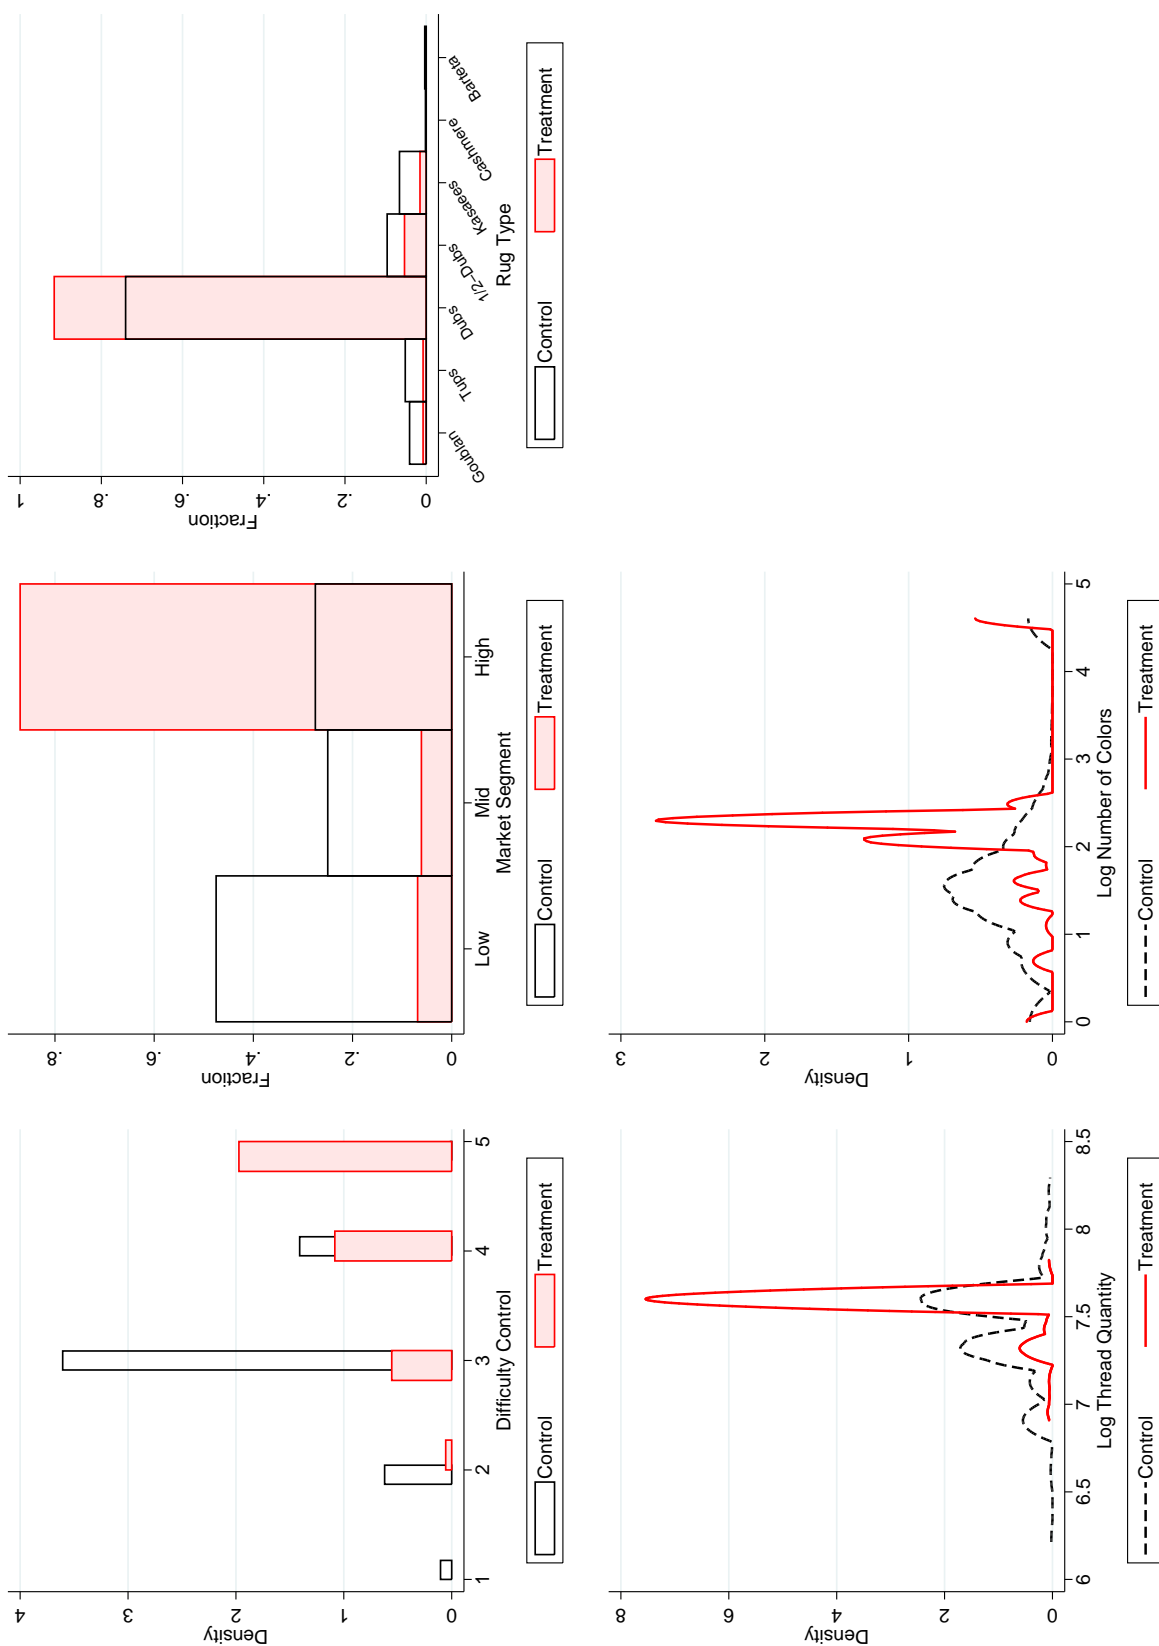 4
3
2
1
0
Density
1
2
3
4
5
Difficulty Control
Control
Treatment
.8
.6
.4
.2
0
Fraction
Low
Mid
High
Market Segment
Control
Treatment
1
.8
.6
.4
.2
0
Fraction
Goublan
Tups
Dubs
1/2-Dubs
Kasaees
Cashmere
Barteta
Rug Type
Control
Treatment
8
6
4
2
0
Density
6
6.5
7
7.5
8
8.5
Log Thread Quantity
Control
Treatment
3
2
1
0
Density
0
1
2
3
4
5
Log Number of Colors
Control
Treatment